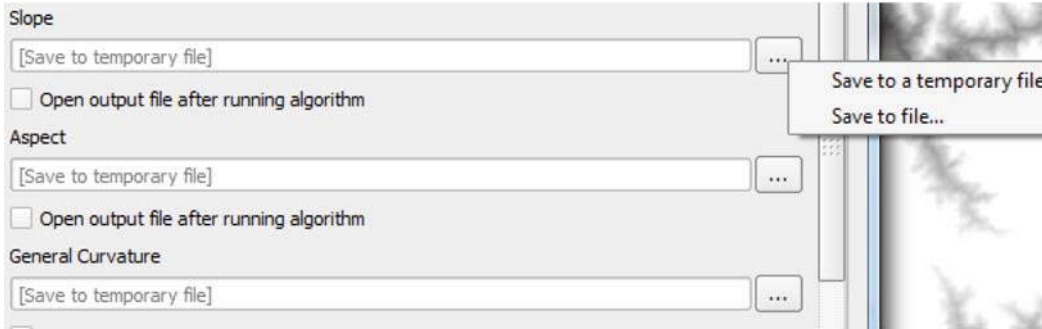 Slope
[Save to temporary file]
...
Save to a temporary file
Open output file after running algorithm
Save to file...
Aspect
[Save to temporary file]
...
Open output file after running algorithm
General Curvature
[Save to temporary file]
...